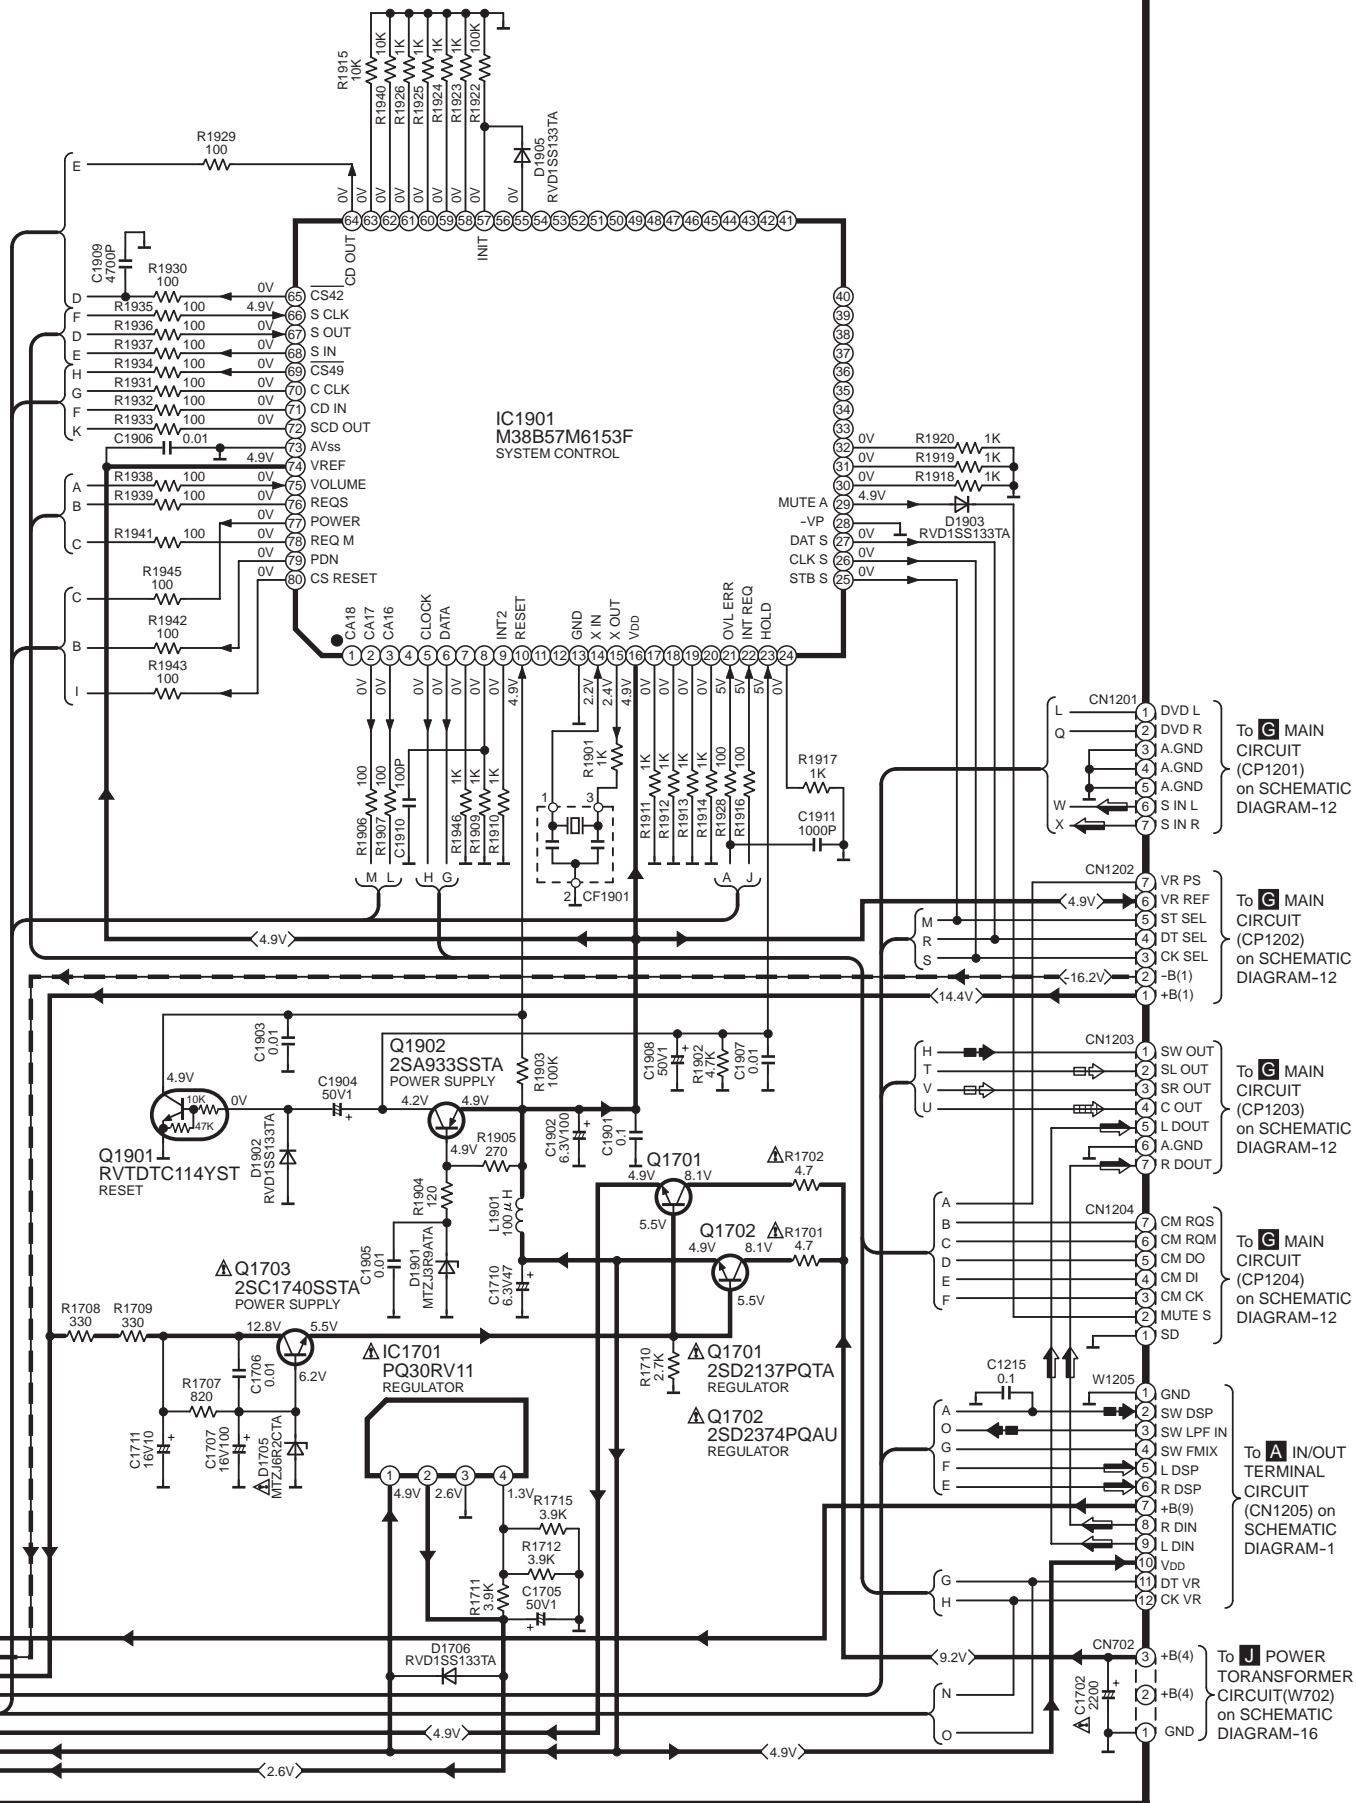 R1915
10K
R1940
10K
R1926
1K
R1925
1K
R1924
1K
R1923
1K
R1922
100K
D1905
RVD1SS133TA
E
R1929
100
0V 0V 0V 0V 0V 0V 0V 0V 0V
64 63 62 61 60 59 58 57 56 55 54 53 52 51 50 49 48 47 46 45 44 43 42 41
CD OUT
INIT
C1909
4700P
R1930
100
D 0V 65 CS42
F R1935 100 4.9V 66 S CLK
D R1936 100 0V 67 S OUT
E R1937 100 0V 68 S IN
H R1934 100 0V 69 CS49
G R1931 100 0V 70 C CLK
F R1932 100 0V 71 CD IN
K R1933 100 0V 72 SCD OUT
C1906 0.01 73 AVss
4.9V 74 VREF
A R1938 100 0V 75 VOLUME
B R1939 100 0V 76 REQS
0V 77 POWER
C R1941 100 0V 78 REQ M
0V 79 PDN
0V 80 CS RESET
C R1945
100
B R1942
100
I R1943
100
IC1901
M38B57M6153F
SYSTEM CONTROL
40
39
38
37
36
35
34
33
32 0V R1920 1K
31 0V R1919 1K
30 0V R1918 1K
MUTE A 29 4.9V
D1903
RVD1SS133TA
-VP 28
DAT S 27 0V
CLK S 26 0V
STB S 25 0V
CA18 CA17 CA16 CLOCK DATA INT2 RESET GND X IN X OUT VDD OVL ERR INT REQ HOLD
1 2 3 4 5 6 7 8 9 10 11 12 13 14 15 16 17 18 19 20 21 22 23 24
0V 0V 0V 0V 0V 0V 0V 4.9V 2.2V 2.4V 4.9V 0V 0V 0V 0V 5V 5V 5V 0V
R1906 100
R1907 100
C1910 100P
R1946 1K
R1909 1K
R1910 1K
R1901
1K
R1911 1K
R1912 1K
R1913 1K
R1914 1K
R1928 100
R1916 100
R1917
1K
C1911
1000P
1 3
2 CF1901
M L H G A J
CN1201
L 1 DVD L
Q 2 DVD R
3 A.GND
4 A.GND
5 A.GND
W 6 S IN L
X 7 S IN R
To G MAIN
CIRCUIT
(CP1201)
on SCHEMATIC
DIAGRAM-12
CN1202
7 VR PS
4.9V 6 VR REF
M 5 ST SEL
R 4 DT SEL
S 3 CK SEL
-16.2V 2 -B(1)
14.4V 1 +B(1)
To G MAIN
CIRCUIT
(CP1202)
on SCHEMATIC
DIAGRAM-12
4.9V
CN1203
H 1 SW OUT
T 2 SL OUT
V 3 SR OUT
U 4 C OUT
5 L DOUT
6 A.GND
7 R DOUT
To G MAIN
CIRCUIT
(CP1203)
on SCHEMATIC
DIAGRAM-12
C1903
0.01
Q1902
2SA933SSTA
POWER SUPPLY
R1903
100K
C1908
50V1
R1902
4.7K
C1907
0.01
4.9V
10K
47K
0V
C1904
50V1
4.2V 4.9V
4.9V
Q1901
RVTDTC114YST
RESET
D1902
RVD1SS133TA
R1905
270
C1902
6.3V100
C1901
0.1
R1904
120
L1901
100µH
C1905
0.01
D1901
MTZJ3R9ATA
C1710
6.3V47
Q1701
4.9V 8.1V
5.5V
R1702
4.7
Q1702
4.9V 8.1V
5.5V
R1701
4.7
A
CN1204
B 7 CM RQS
C 6 CM RQM
D 5 CM DO
E 4 CM DI
F 3 CM CK
2 MUTE S
1 SD
To G MAIN
CIRCUIT
(CP1204)
on SCHEMATIC
DIAGRAM-12
Q1703
2SC1740SSTA
POWER SUPPLY
R1708
330
R1709
330
12.8V 5.5V
6.2V
C1706
0.01
R1707
820
C1711
16V10
C1707
16V100
D1705
MTZJ6R2CTA
IC1701
PQ30RV11
REGULATOR
R1710
2.7K
Q1701
2SD2137PQTA
REGULATOR
Q1702
2SD2374PQAU
REGULATOR
1 2 3 4
4.9V 2.6V 1.3V
R1715
3.9K
R1712
3.9K
R1711
3.9K
C1705
50V1
D1706
RVD1SS133TA
C1215
0.1
W1205
1 GND
A 2 SW DSP
O 3 SW LPF IN
G 4 SW FMIX
F 5 L DSP
E 6 R DSP
7 +B(9)
8 R DIN
9 L DIN
10 VDD
G 11 DT VR
H 12 CK VR
To A IN/OUT
TERMINAL
CIRCUIT
(CN1205) on
SCHEMATIC
DIAGRAM-1
CN702
9.2V 3 +B(4)
N 2 +B(4)
O 1 GND
C1702
2200
To J POWER
TORANSFORMER
CIRCUIT(W702)
on SCHEMATIC
DIAGRAM-16
4.9V
4.9V
2.6V